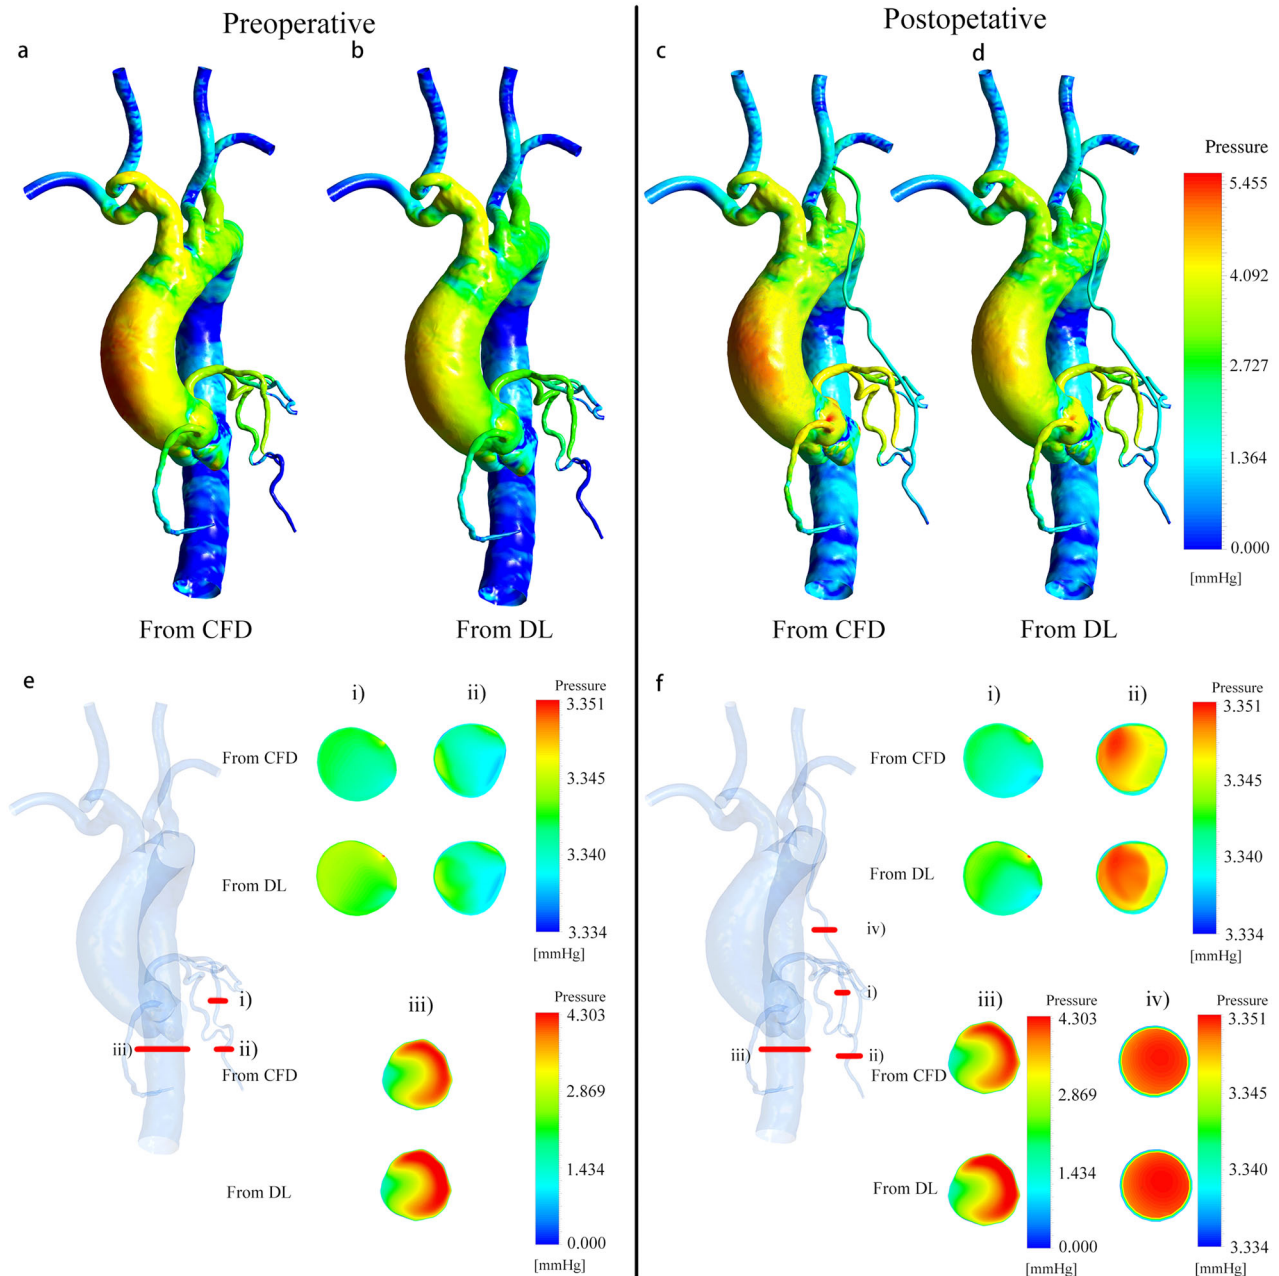 Preoperative
Postopetative
a
b
c
d
Pressure
5.455
4.092
2.727
1.364
0.000
[mmHg]
From CFD
From DL
From CFD
From DL
e
i)
ii)
Pressure
3.351
3.345
3.340
3.334
[mmHg]
From CFD
From DL
i)
ii)
iii)
iii)
Pressure
4.303
2.869
1.434
0.000
[mmHg]
From CFD
From DL
f
i)
ii)
Pressure
3.351
3.345
3.340
3.334
[mmHg]
From CFD
From DL
iv)
i)
ii)
iii)
iii)
Pressure
4.303
2.869
1.434
0.000
[mmHg]
iv)
Pressure
3.351
3.345
3.340
3.334
[mmHg]
From CFD
From DL